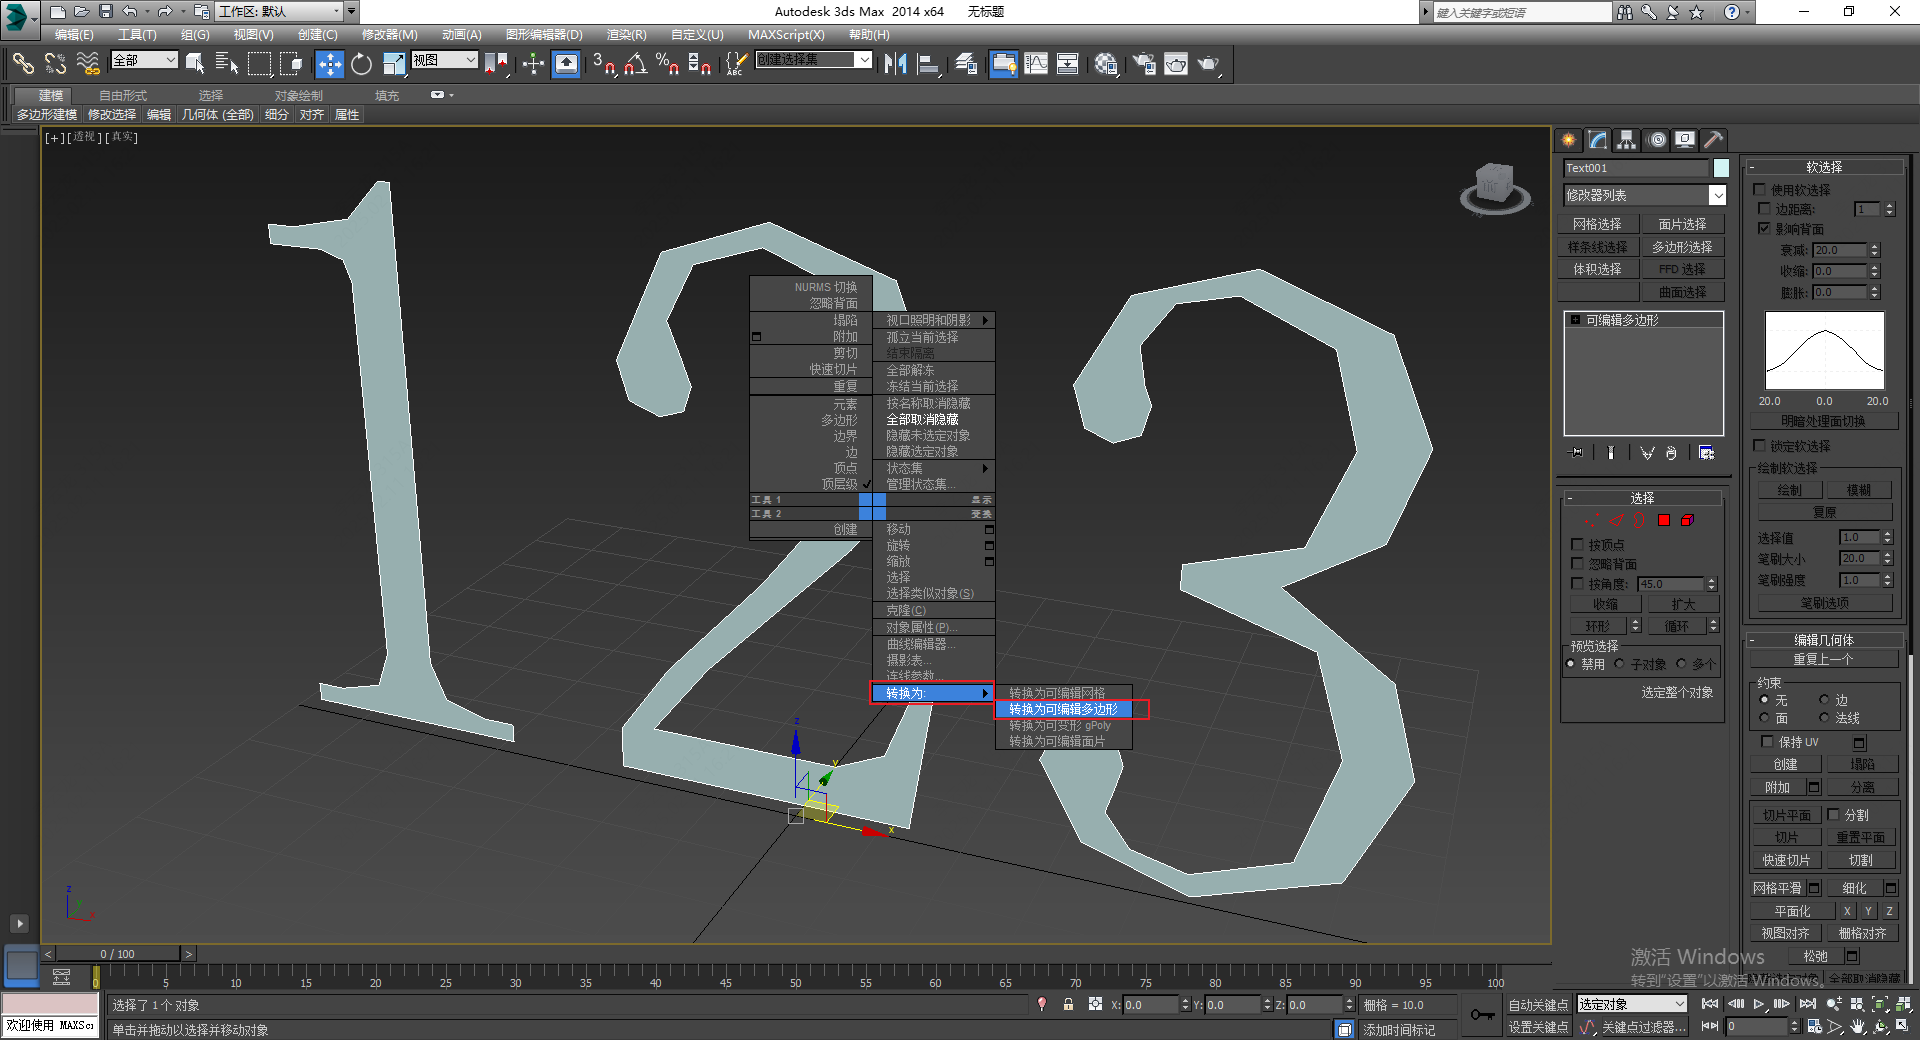 工作区: 默认
Autodesk 3ds Max 2014 x64 无标题
键入关键字或短语
编辑(E) 工具(T) 组(G) 视图(V) 创建(C) 修改器(M) 动画(A) 图形编辑器(D) 渲染(R) 自定义(U) MAXScript(X) 帮助(H)
全部
视图
创建选择集
建模 自由形式 选择 对象绘制 填充
多边形建模 修改选择 编辑 几何体 (全部) 细分 对齐 属性
[+][透视][真实]
NURMS 切换
忽略背面
塌陷
附加
剪切
快速切片
重复
元素
多边形
边界
边
顶点
顶层级
工具 1
工具 2
创建
视口照明和阴影
孤立当前选择
结束隔离
全部解冻
冻结当前选择
按名称取消隐藏
全部取消隐藏
隐藏未选定对象
隐藏选定对象
状态集
管理状态集...
显示
变换
移动
旋转
缩放
选择
选择类似对象(S)
克隆(C)
对象属性(P)...
曲线编辑器...
摄影表...
连线参数...
转换为:
转换为可编辑网格
转换为可编辑多边形
转换为可变形 gPoly
转换为可编辑面片
z
y
x
z
y
x
Text001
修改器列表
网格选择 面片选择
样条线选择 多边形选择
体积选择 FFD 选择
曲面选择
可编辑多边形
选择
按顶点
忽略背面
按角度: 45.0
收缩 扩大
环形 循环
预览选择
禁用 子对象 多个
选定整个对象
软选择
使用软选择
边距离: 1
影响背面
衰减: 20.0
收缩: 0.0
膨胀: 0.0
20.0 0.0 20.0
明暗处理面切换
锁定软选择
绘制软选择
绘制 模糊
复原
选择值 1.0
笔刷大小 20.0
笔刷强度 1.0
笔刷选项
编辑几何体
重复上一个
约束
无 边
面 法线
保持 UV
创建 塌陷
附加 分离
切片平面 分割
切片 重置平面
快速切片 切割
网格平滑 细化
平面化 X Y Z
视图对齐 栅格对齐
松弛
全部取消隐藏
激活 Windows
转到"设置"以激活 Windows。
0 / 100
0 5 10 15 20 25 30 35 40 45 50 55 60 65 70 75 80 85 90 95 100
选择了 1 个 对象
X: 0.0 Y: 0.0 Z: 0.0 栅格 = 10.0
自动关键点 选定对象
欢迎使用 MAXSc
单击并拖动以选择并移动对象
添加时间标记
设置关键点 关键点过滤器... 0